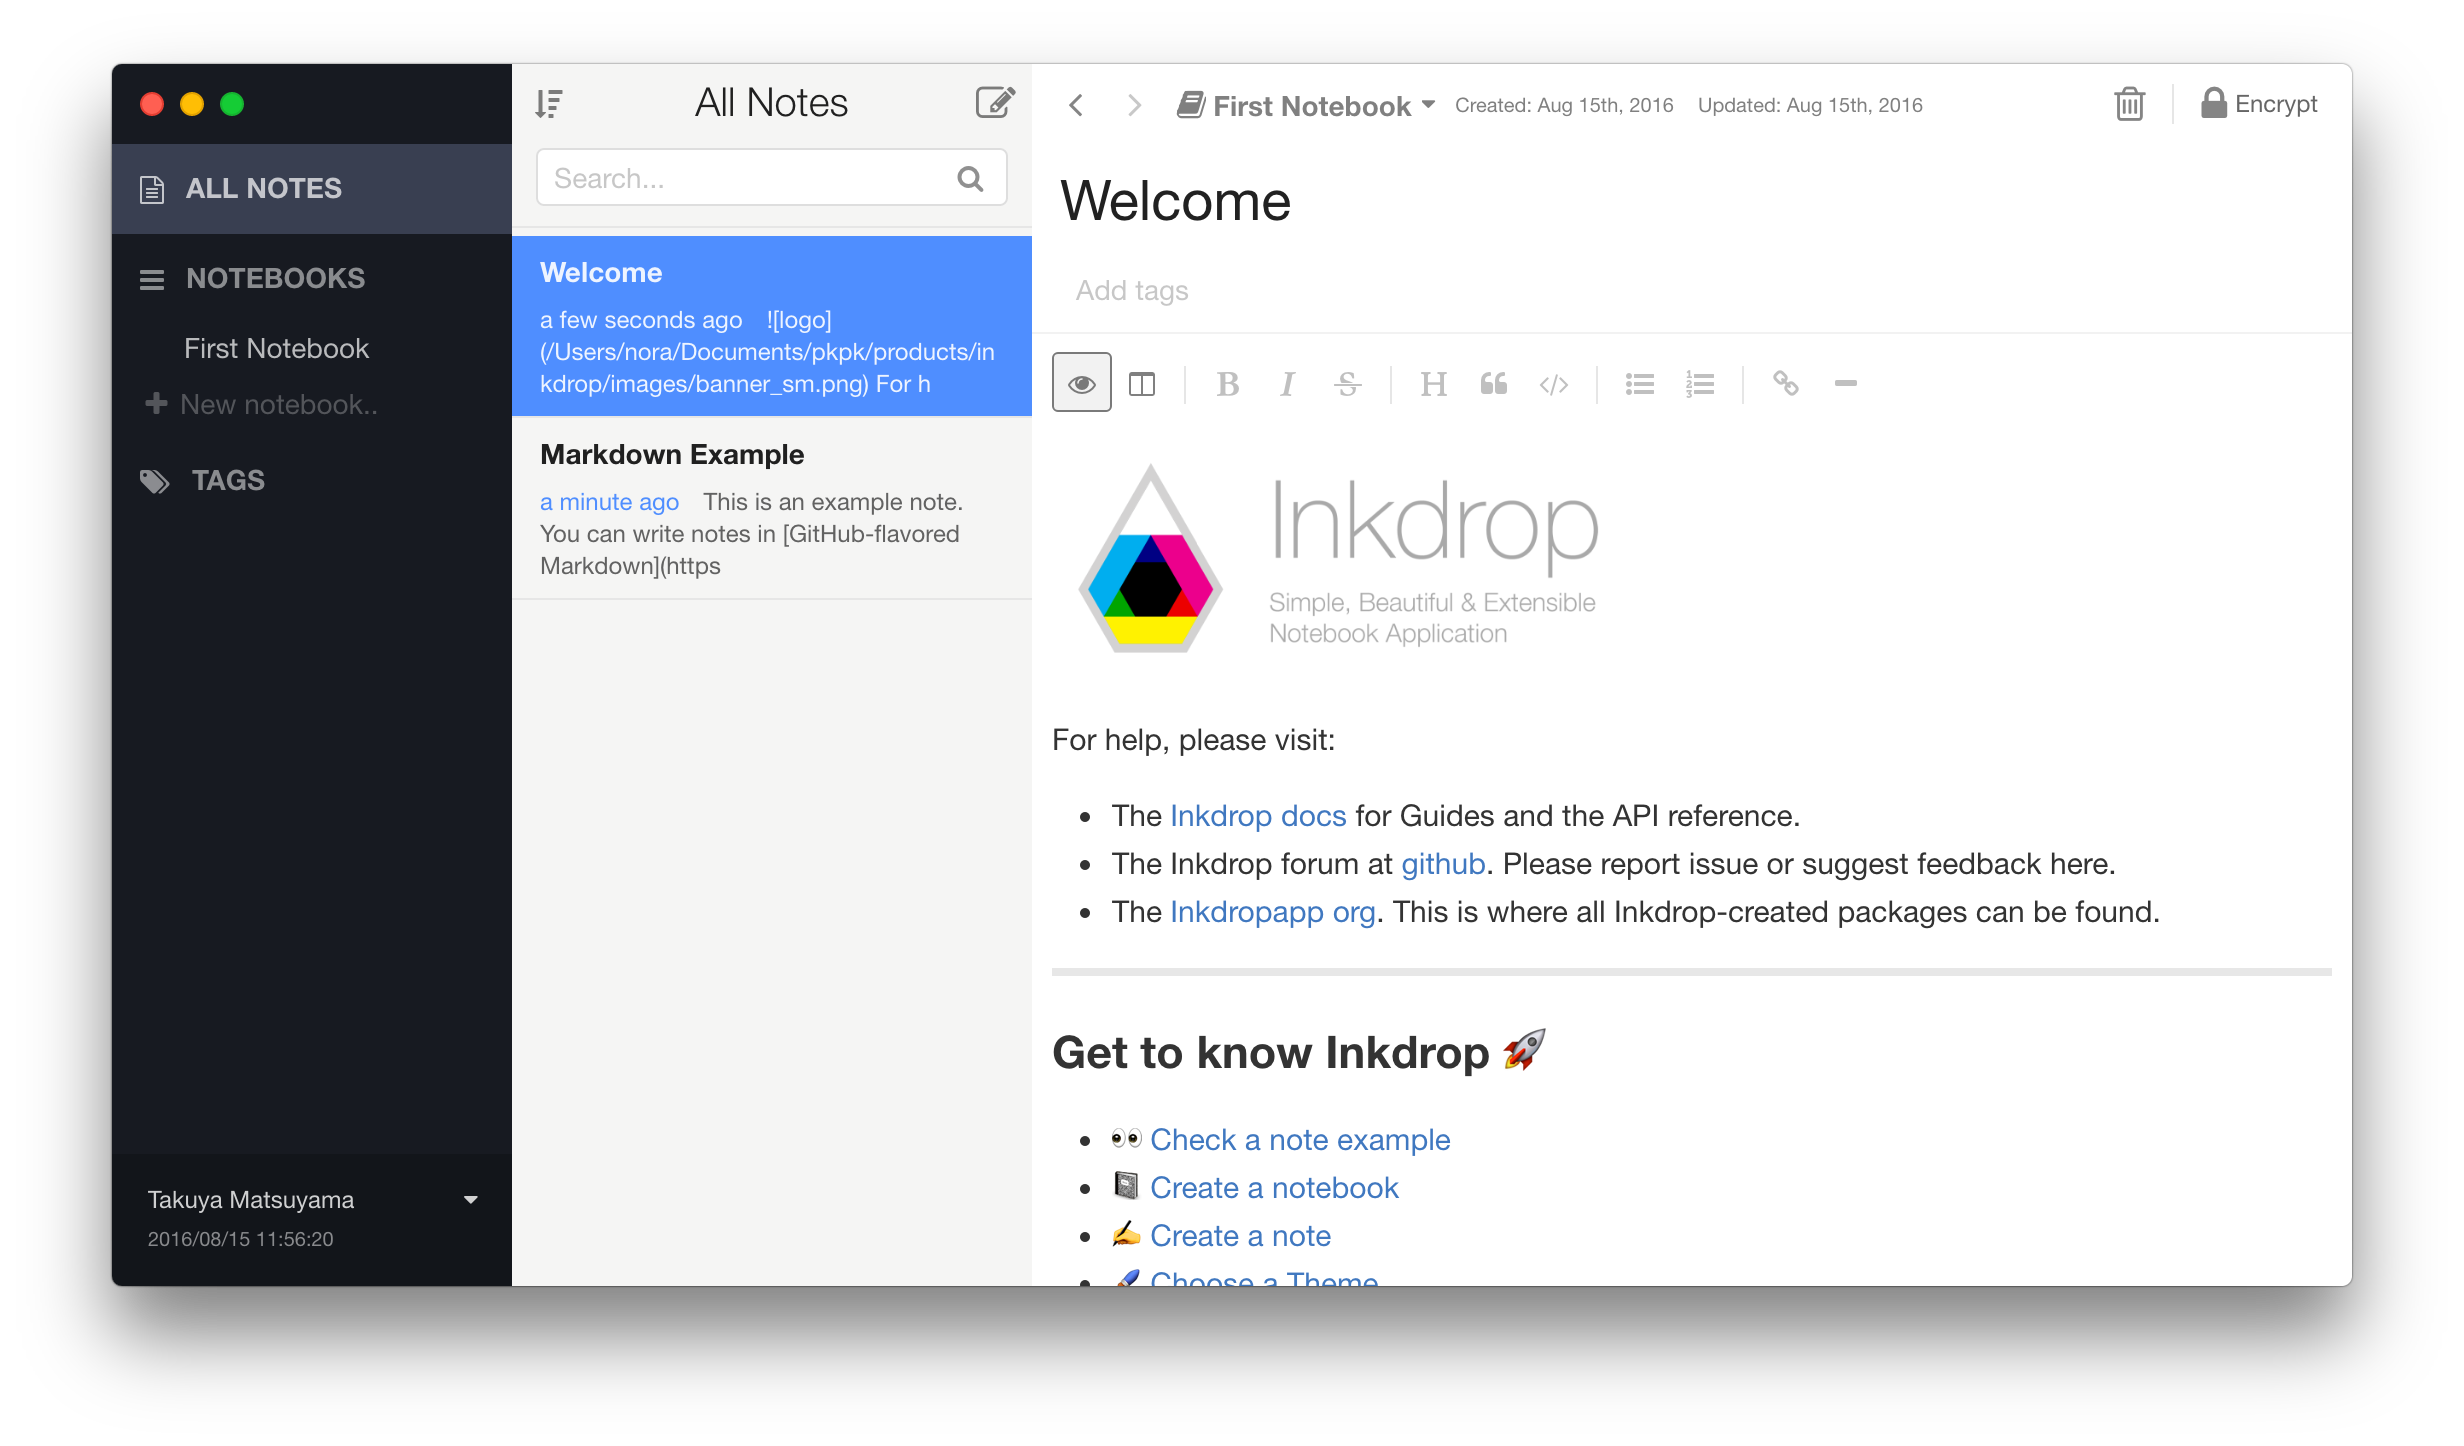 ALL NOTES
NOTEBOOKS
First Notebook
New notebook..
TAGS
Takuya Matsuyama
2016/08/15 11:56:20
All Notes
Search...
Welcome
a few seconds ago ![logo]
(/Users/nora/Documents/pkpk/products/in
kdrop/images/banner_sm.png) For h
Markdown Example
a minute ago This is an example note.
You can write notes in [GitHub-flavored
Markdown](https
First Notebook Created: Aug 15th, 2016 Updated: Aug 15th, 2016 Encrypt
Welcome
Add tags
B I S H
Inkdrop
Simple, Beautiful & Extensible
Notebook Application
For help, please visit:
The Inkdrop docs for Guides and the API reference.
The Inkdrop forum at github. Please report issue or suggest feedback here.
The Inkdropapp org. This is where all Inkdrop-created packages can be found.
Get to know Inkdrop 🚀
👀 Check a note example
📓 Create a notebook
✍ Create a note
🖌 Choose a Theme